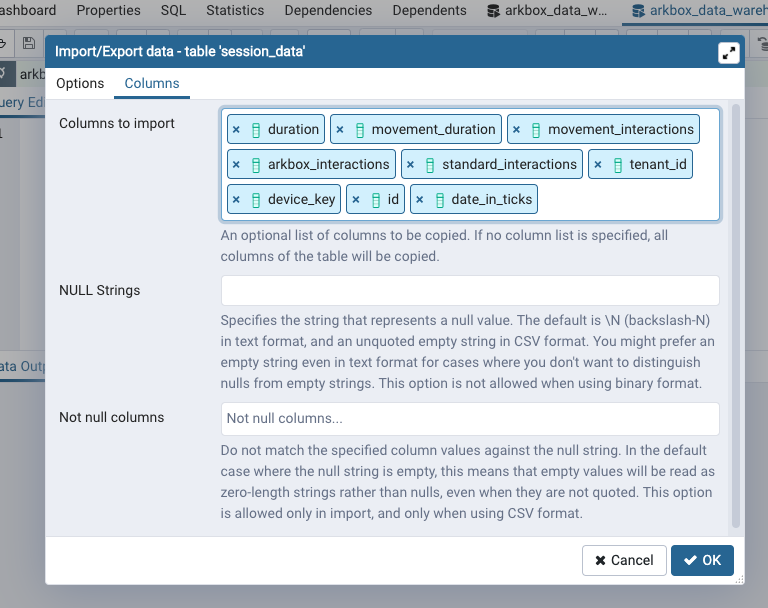 ashboard Properties SQL Statistics Dependencies Dependents arkbox_data_w... arkbox_data_wareh
Import/Export data - table 'session_data'
arkb
Options Columns
uery Edi
Columns to import
× duration × movement_duration × movement_interactions
× arkbox_interactions × standard_interactions × tenant_id
× device_key × id × date_in_ticks
An optional list of columns to be copied. If no column list is specified, all
columns of the table will be copied.
NULL Strings
Specifies the string that represents a null value. The default is \N (backslash-N)
in text format, and an unquoted empty string in CSV format. You might prefer an
empty string even in text format for cases where you don't want to distinguish
nulls from empty strings. This option is not allowed when using binary format.
ata Outp
Not null columns
Not null columns...
Do not match the specified column values against the null string. In the default
case where the null string is empty, this means that empty values will be read as
zero-length strings rather than nulls, even when they are not quoted. This option
is allowed only in import, and only when using CSV format.
Cancel OK